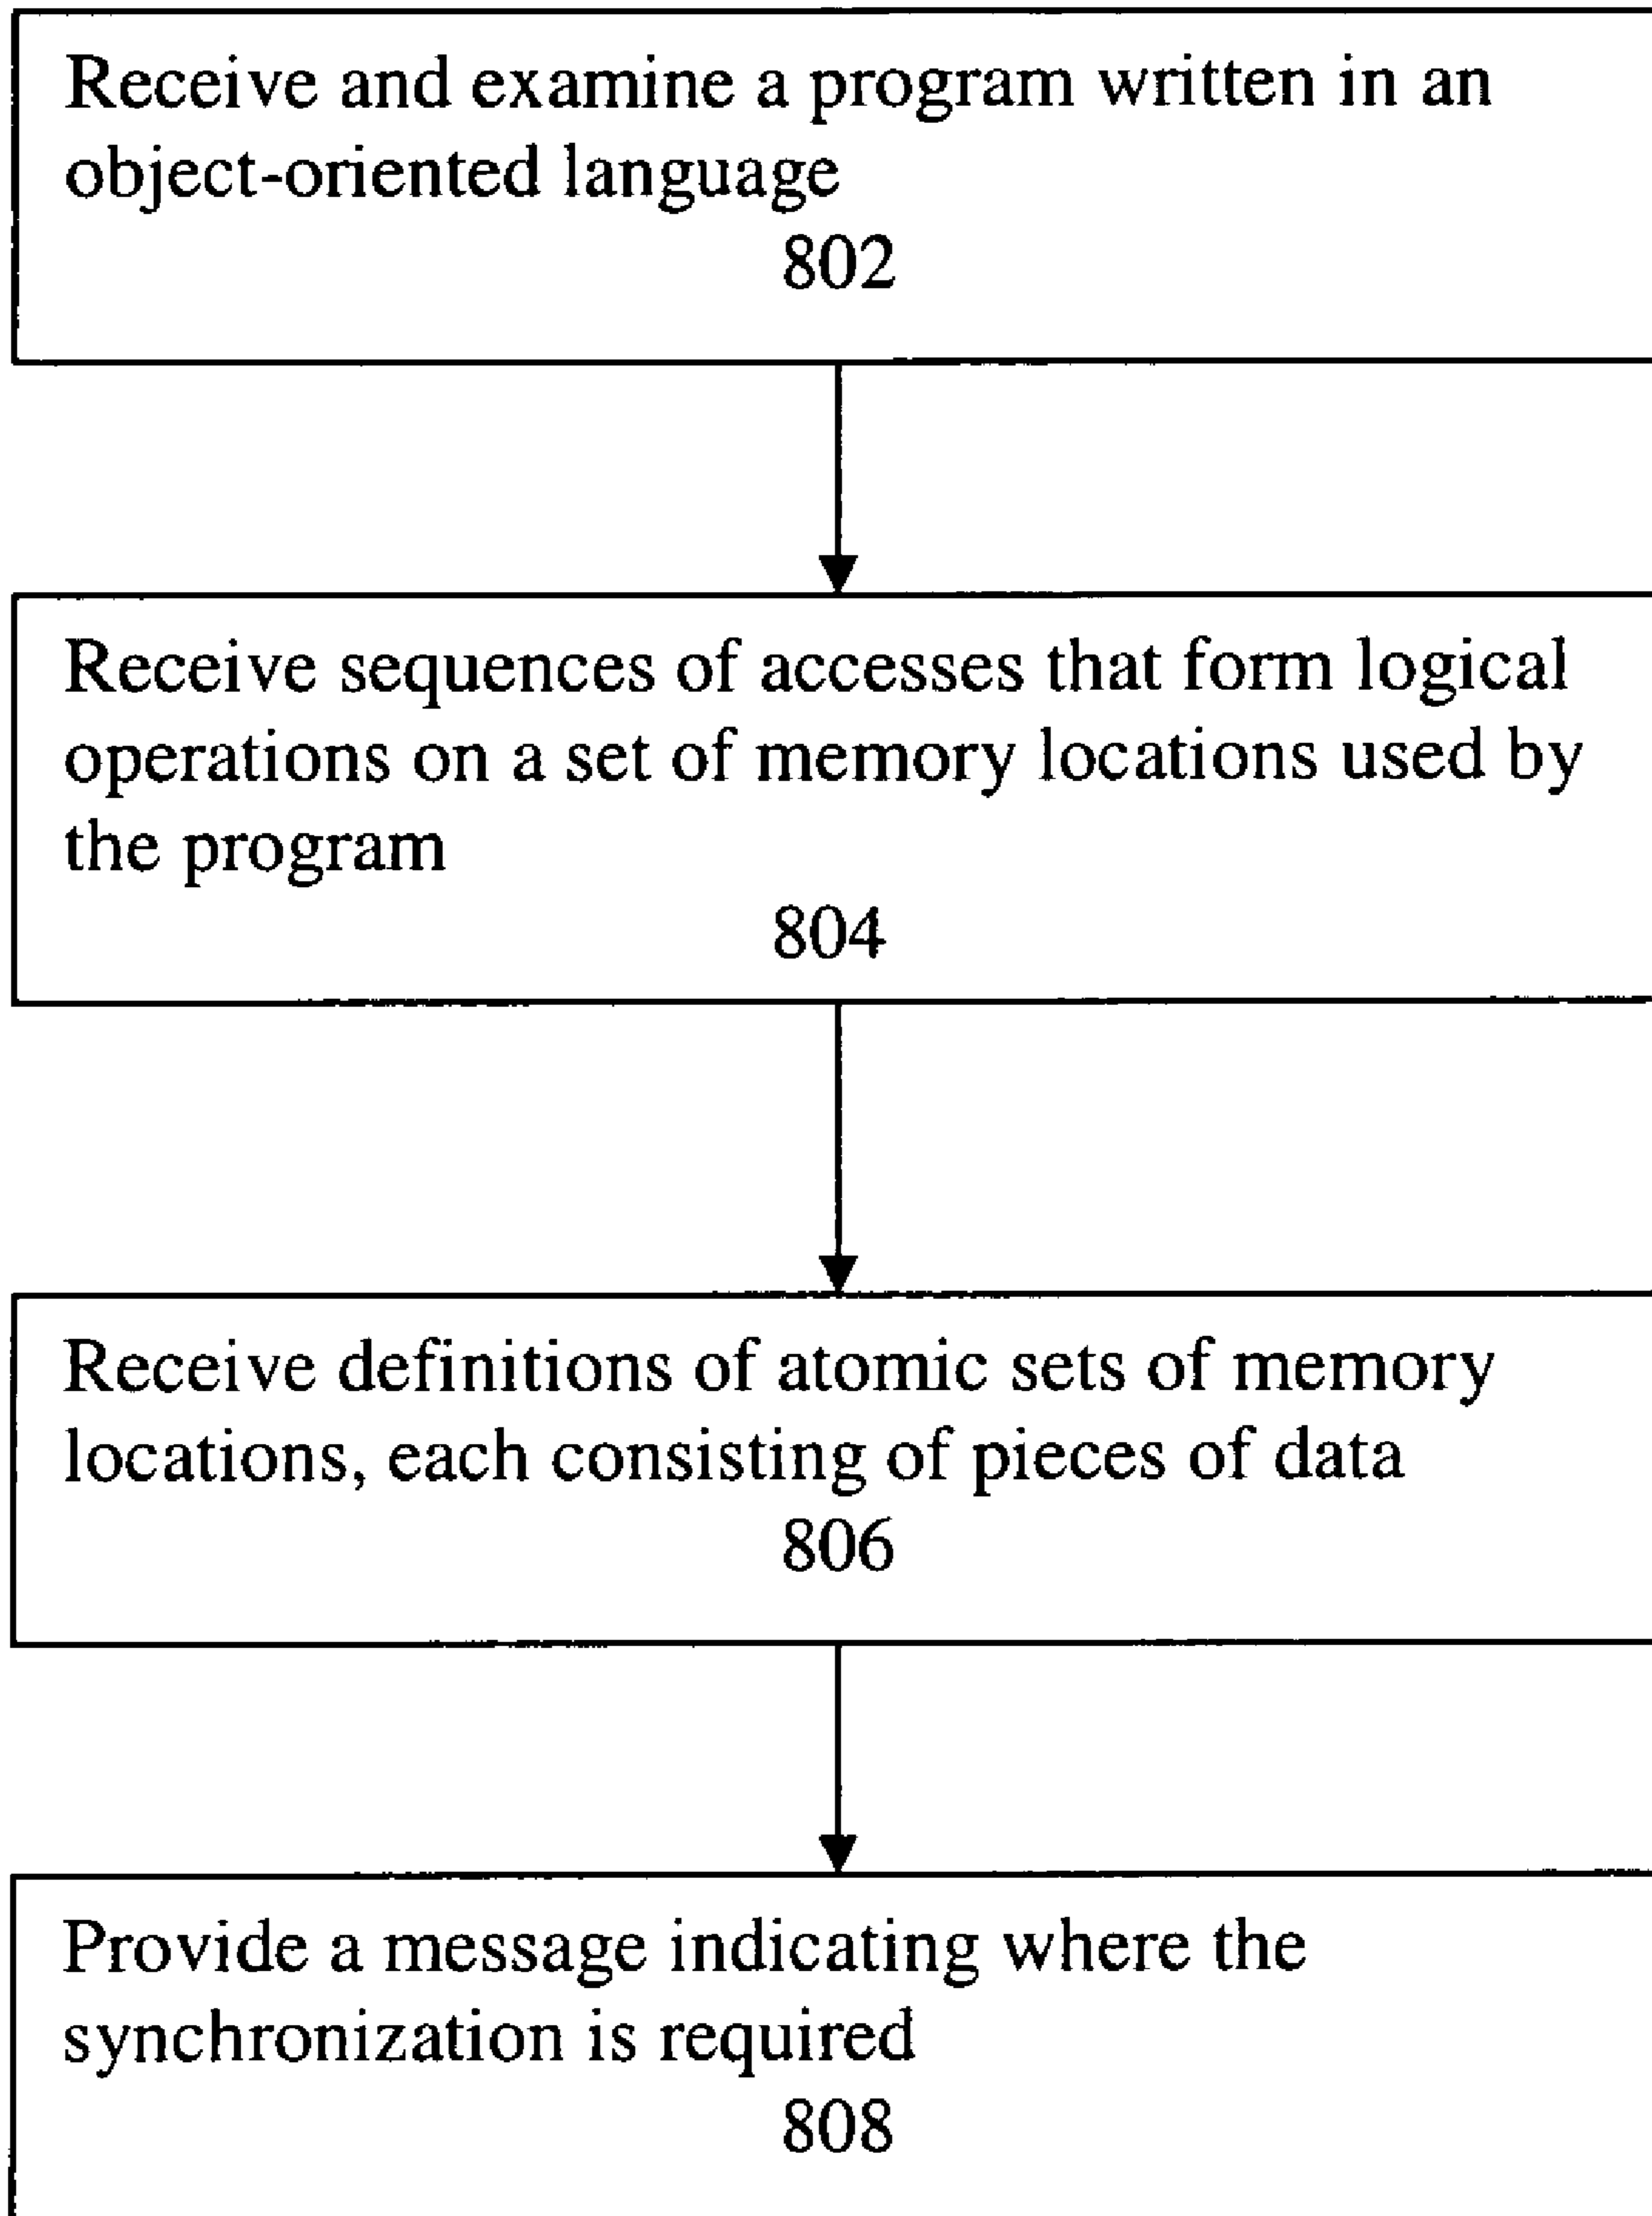 Receive and examine a program written in an
object-oriented language
802
Receive sequences of accesses that form logical
operations on a set of memory locations used by
the program
804
Receive definitions of atomic sets of memory
locations, each consisting of pieces of data
806
Provide a message indicating where the
synchronization is required
808